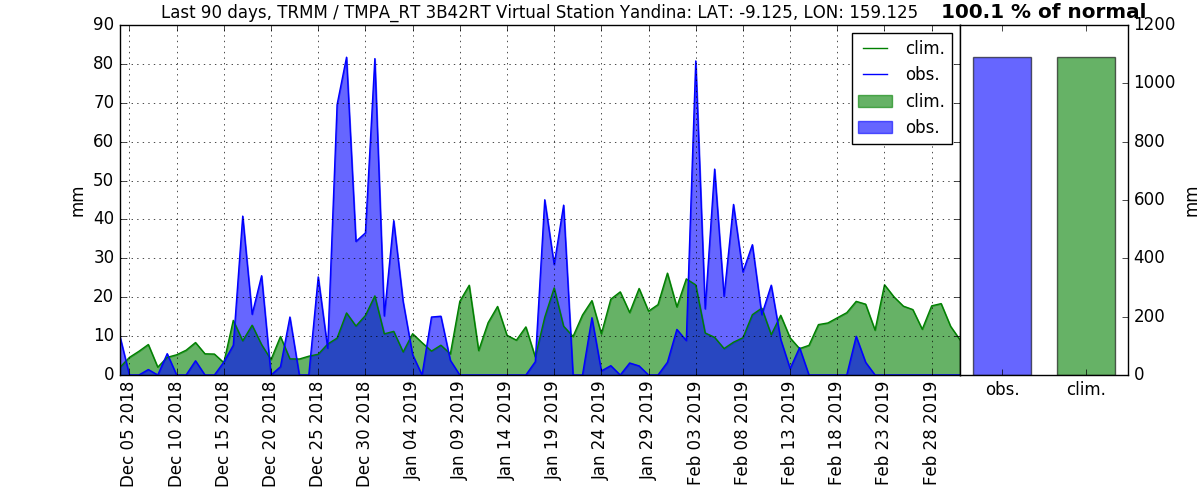 Last 90 days, TRMM / TMPA_RT 3B42RT Virtual Station Yandina: LAT: -9.125, LON: 159.125
100.1 % of normal
90
80
70
60
50
40
30
20
10
0
mm
clim.
obs.
clim.
obs.
1200
1000
800
600
400
200
0
mm
Dec 05 2018
Dec 10 2018
Dec 15 2018
Dec 20 2018
Dec 25 2018
Dec 30 2018
Jan 04 2019
Jan 09 2019
Jan 14 2019
Jan 19 2019
Jan 24 2019
Jan 29 2019
Feb 03 2019
Feb 08 2019
Feb 13 2019
Feb 18 2019
Feb 23 2019
Feb 28 2019
obs.
clim.